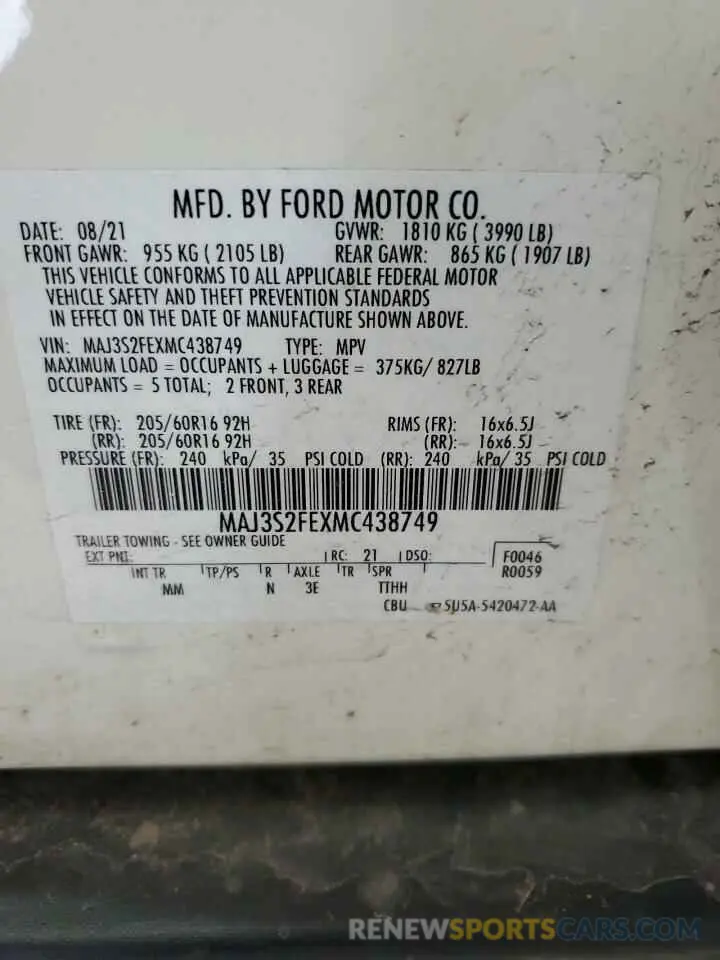 MFD. BY FORD MOTOR CO.
DATE: 08/21 GVWR: 1810 KG ( 3990 LB)
FRONT GAWR: 955 KG ( 2105 LB) REAR GAWR: 865 KG ( 1907 LB)
THIS VEHICLE CONFORMS TO ALL APPLICABLE FEDERAL MOTOR
VEHICLE SAFETY AND THEFT PREVENTION STANDARDS
IN EFFECT ON THE DATE OF MANUFACTURE SHOWN ABOVE.
VIN: MAJ3S2FEXMC438749 TYPE: MPV
MAXIMUM LOAD = OCCUPANTS + LUGGAGE = 375KG/ 827LB
OCCUPANTS = 5 TOTAL; 2 FRONT, 3 REAR
TIRE (FR): 205/60R16 92H RIMS (FR): 16x6.5J
(RR): 205/60R16 92H (RR): 16x6.5J
PRESSURE (FR): 240 kPa/ 35 PSI COLD (RR): 240 kPa/ 35 PSI COLD
MAJ3S2FEXMC438749
TRAILER TOWING - SEE OWNER GUIDE
EXT PNT: RC: 21 DSO: F0046
INT TR TP/PS R AXLE TR SPR R0059
MM N 3E TTHH
CBU 5U5A-5420472-AA
RENEWSPORTSCARS.COM